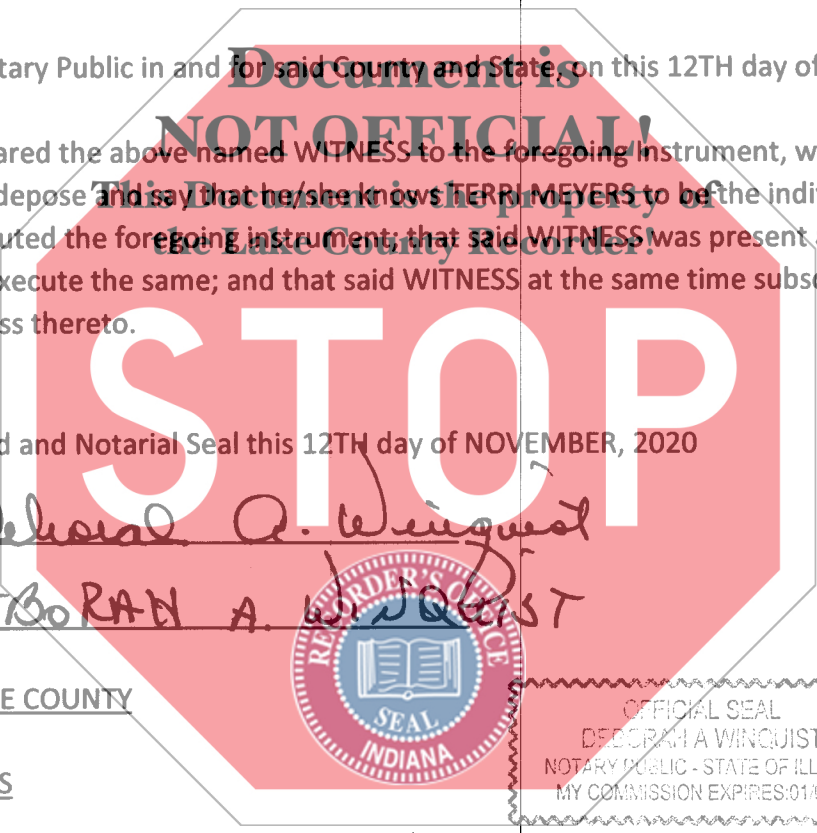 Document is
tary Public in and for said County and State, on this 12TH day of
NOT OFFICIAL!
ared the above named WITNESS to the foregoing instrument, w
depose and say that he/she knows TERRI MEYERS to be the indi
This Document is the property of
uted the foregoing instrument; that said WITNESS was present
the Lake County Recorder!
xecute the same; and that said WITNESS at the same time subsc
ss thereto.
STOP
d and Notarial Seal this 12TH day of NOVEMBER, 2020
A. Winquist
BORAH A. WINQUIST
RECORDER'S OFFICE
SEAL
INDIANA
E COUNTY
S
OFFICIAL SEAL
DEBORAH A WINQUIST
NOTARY PUBLIC - STATE OF ILL
MY COMMISSION EXPIRES:01/